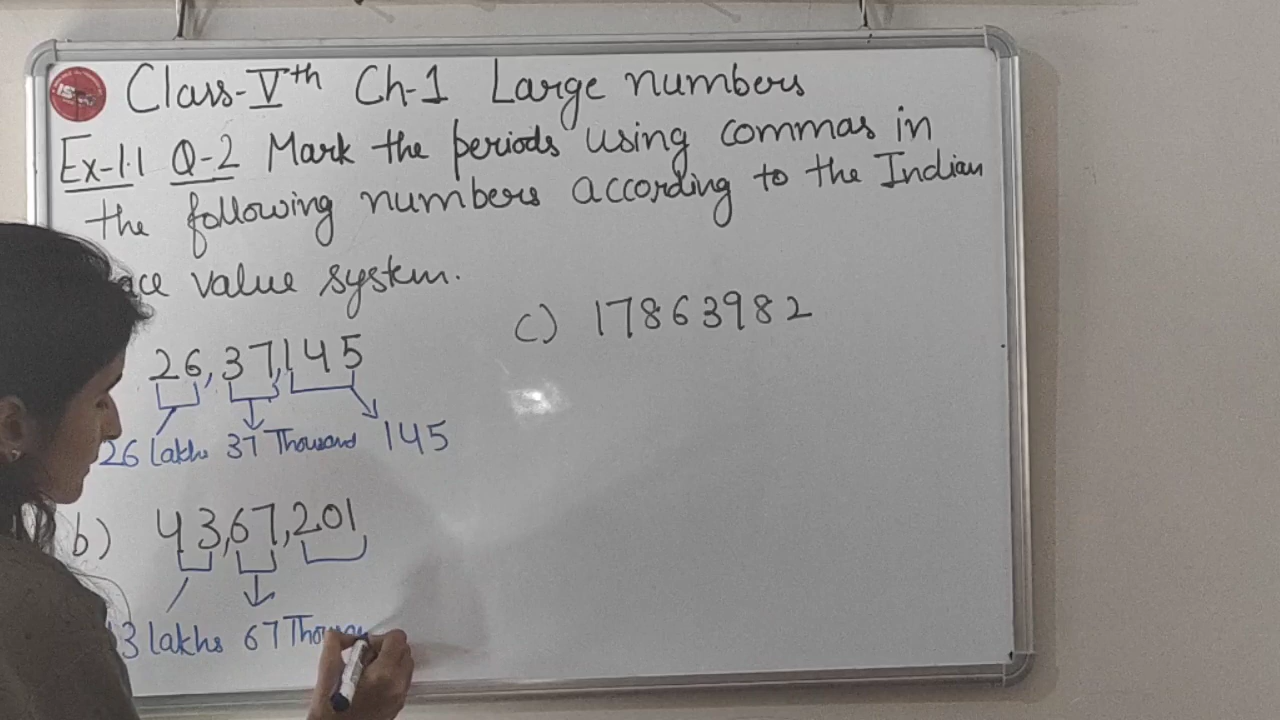 Class-Vth Ch-1 Large numbers
Ex-1.1 Q-2 Mark the periods using commas in
the following numbers according to the Indian
ace value system.
26,37,145
26 Lakhs 37 Thousand 145
b) 43,67,201
3 lakhs 67 Thousan
c) 17863982